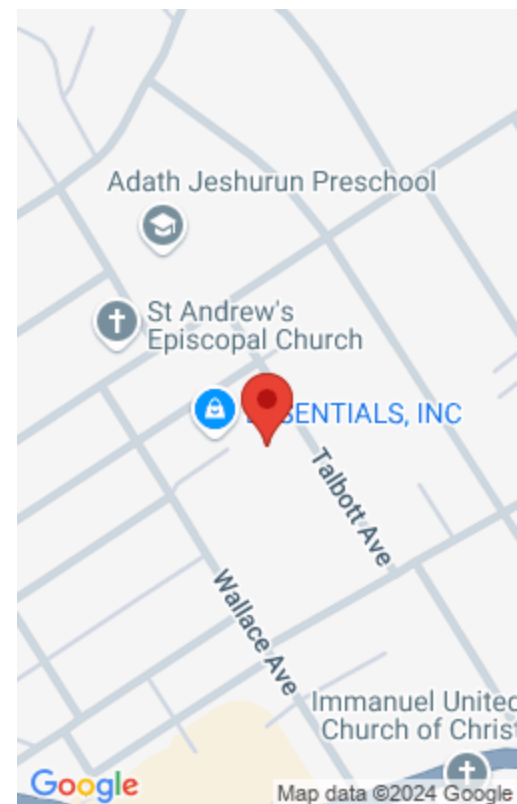 Adath Jeshurun Preschool
St Andrew's
Episcopal Church
SENTIALS, INC
Talbott Ave
Wallace Ave
Immanuel United
Church of Christ
Google
Map data ©2024 Google